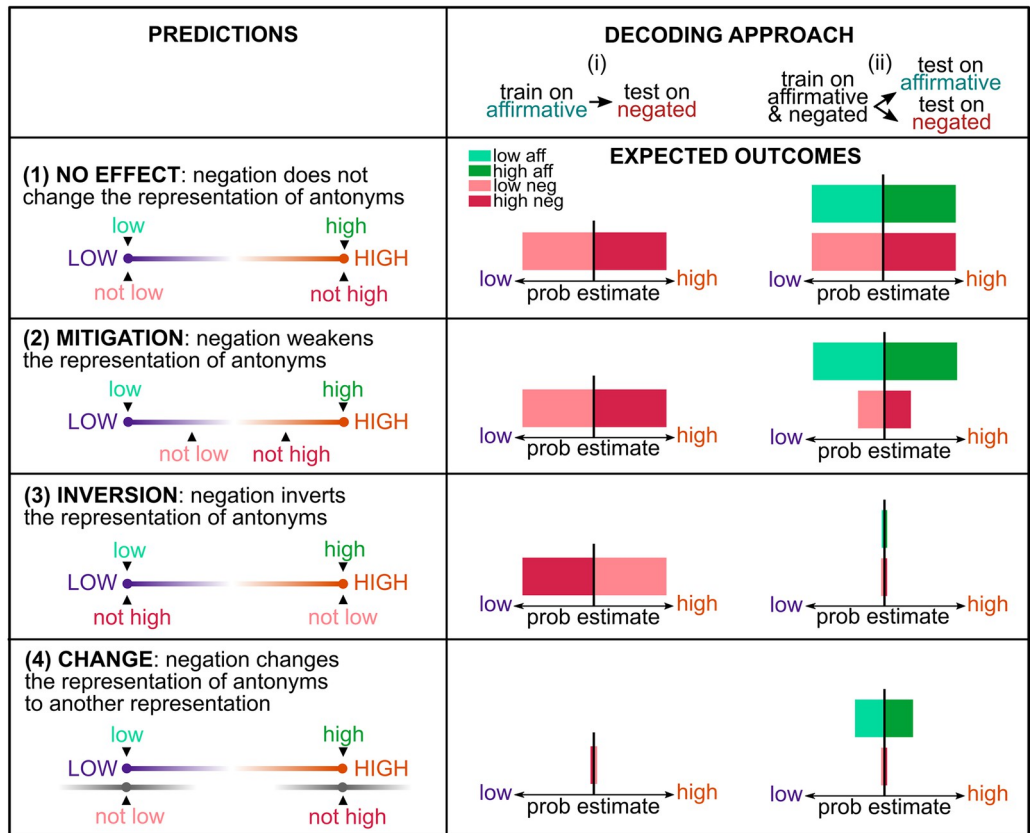 PREDICTIONS
DECODING APPROACH
(i)
train on
affirmative
test on
negated
(ii)
train on
affirmative
& negated
test on
affirmative
test on
negated
(1) NO EFFECT: negation does not
change the representation of antonyms
low high
LOW HIGH
not low not high
EXPECTED OUTCOMES
low aff
high aff
low neg
high neg
low high
prob estimate
low high
prob estimate
(2) MITIGATION: negation weakens
the representation of antonyms
low high
LOW HIGH
not low not high
low high
prob estimate
low high
prob estimate
(3) INVERSION: negation inverts
the representation of antonyms
low high
LOW HIGH
not high not low
low high
prob estimate
low high
prob estimate
(4) CHANGE: negation changes
the representation of antonyms
to another representation
low high
LOW HIGH
not low not high
low high
prob estimate
low high
prob estimate